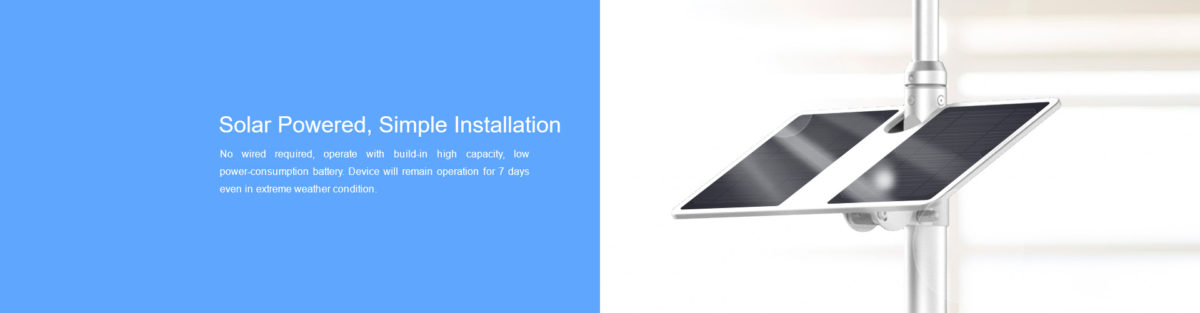 Solar Powered, Simple Installation
No wired required, operate with build-in high capacity, low
power-consumption battery. Device will remain operation for 7 days
even in extreme weather condition.